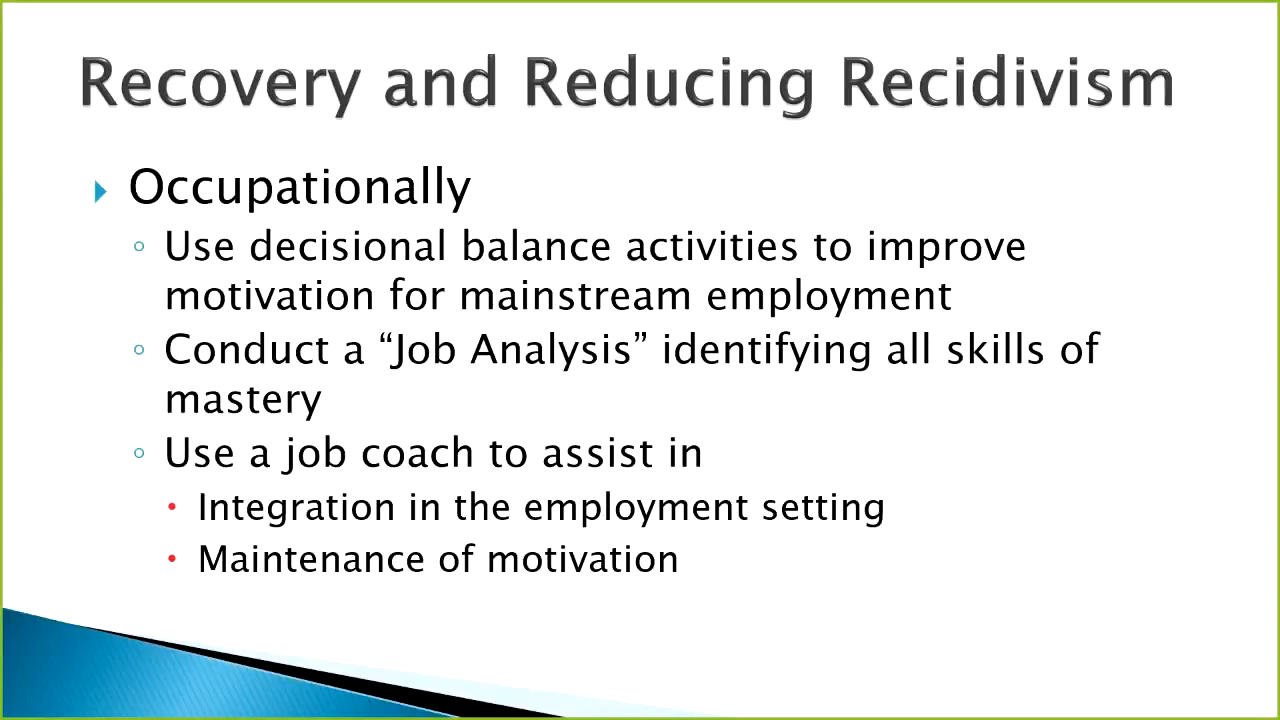 Recovery and Reducing Recidivism
Occupationally
Use decisional balance activities to improve
motivation for mainstream employment
Conduct a “Job Analysis” identifying all skills of
mastery
Use a job coach to assist in
Integration in the employment setting
Maintenance of motivation